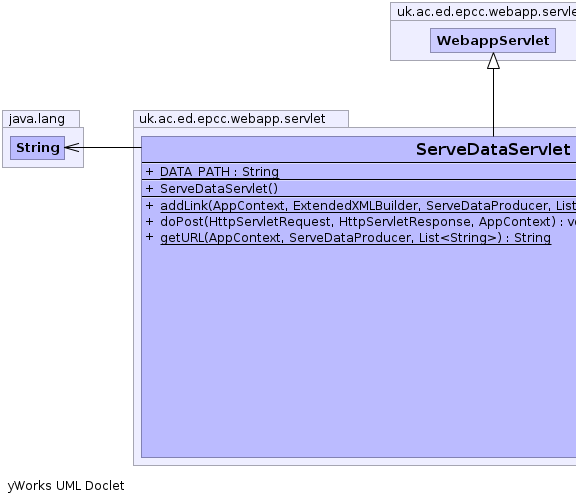 uk.ac.ed.epcc.webapp.servle
WebappServlet
java.lang
String
uk.ac.ed.epcc.webapp.servlet
ServeDataServlet
+ DATA_PATH : String
+ ServeDataServlet()
+ addLink(AppContext, ExtendedXMLBuilder, ServeDataProducer, List
+ doPost(HttpServletRequest, HttpServletResponse, AppContext) : v
+ getURL(AppContext, ServeDataProducer, List<String>) : String
yWorks UML Doclet